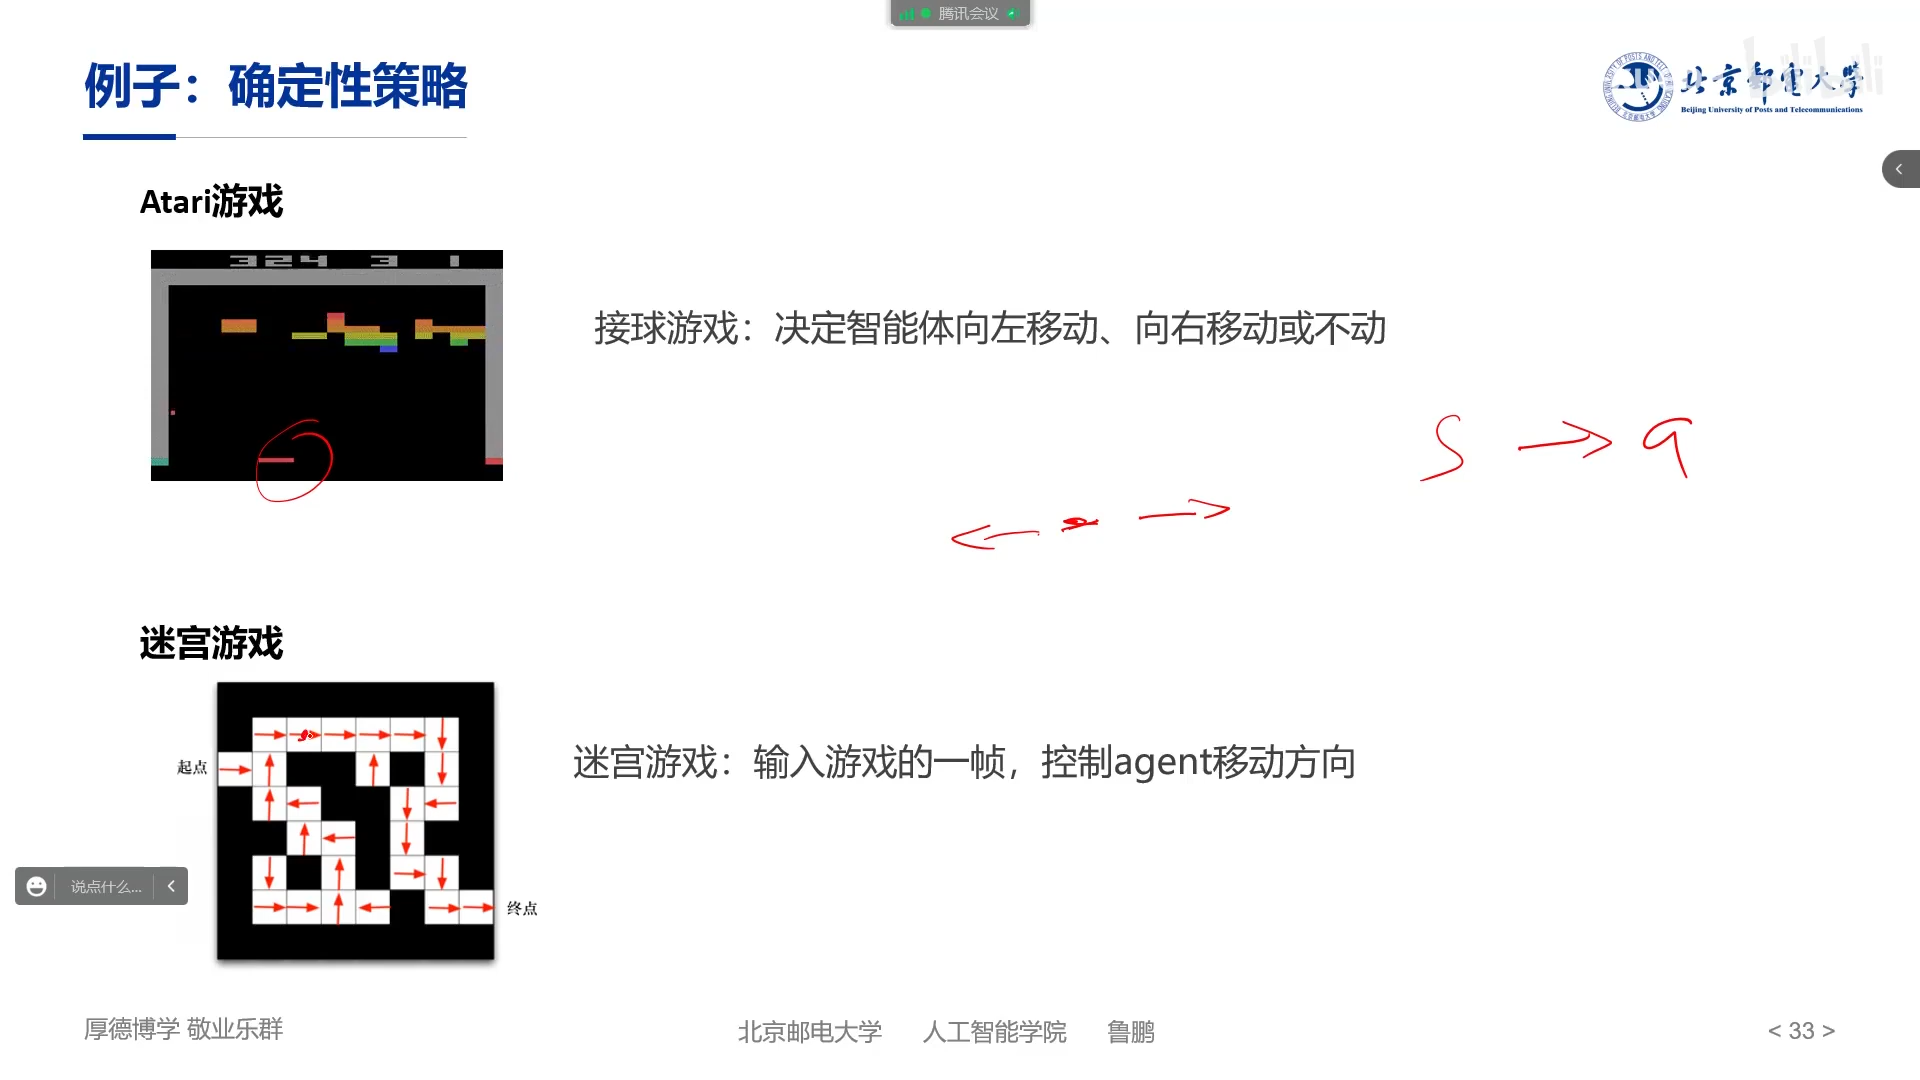 腾讯会议
例子：确定性策略
北京邮电大学
Beijing University of Posts and Telecommunications
Atari游戏
324 3 1
接球游戏：决定智能体向左移动、向右移动或不动
S → a
← →
迷宫游戏
起点
迷宫游戏：输入游戏的一帧，控制agent移动方向
说点什么...
终点
厚德博学 敬业乐群
北京邮电大学 人工智能学院 鲁鹏
< 33 >